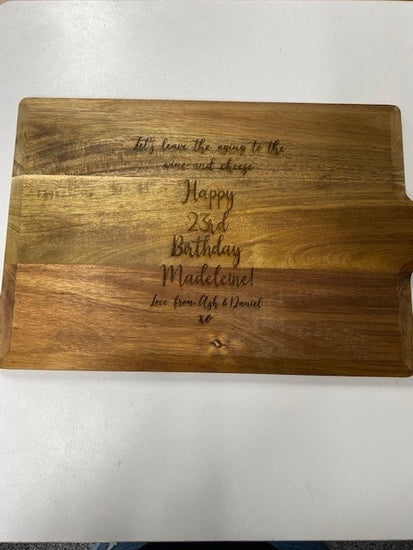 Let's leave the aging to the
wine and cheese
Happy
23rd
Birthday
Madeleine!
Love from, Ash & Daniel
xo